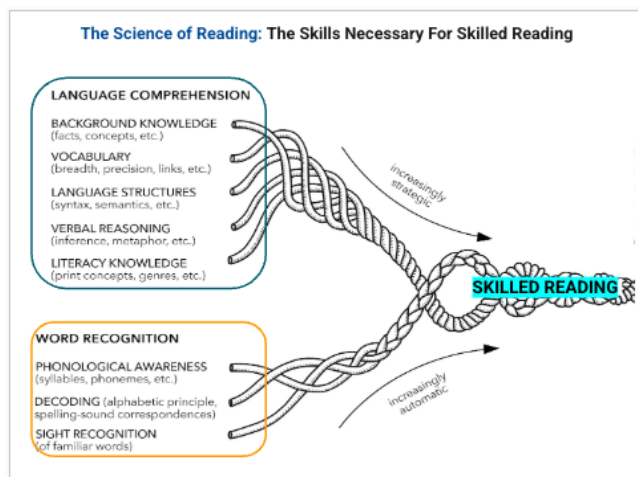 The Science of Reading: The Skills Necessary For Skilled Reading
LANGUAGE COMPREHENSION
BACKGROUND KNOWLEDGE
(facts, concepts, etc.)
VOCABULARY
(breadth, precision, links, etc.)
LANGUAGE STRUCTURES
(syntax, semantics, etc.)
VERBAL REASONING
(inference, metaphor, etc.)
LITERACY KNOWLEDGE
(print concepts, genres, etc.)
increasingly
strategic
SKILLED READING
WORD RECOGNITION
PHONOLOGICAL AWARENESS
(syllables, phonemes, etc.)
DECODING (alphabetic principle,
spelling-sound correspondences)
SIGHT RECOGNITION
(of familiar words)
increasingly
automatic